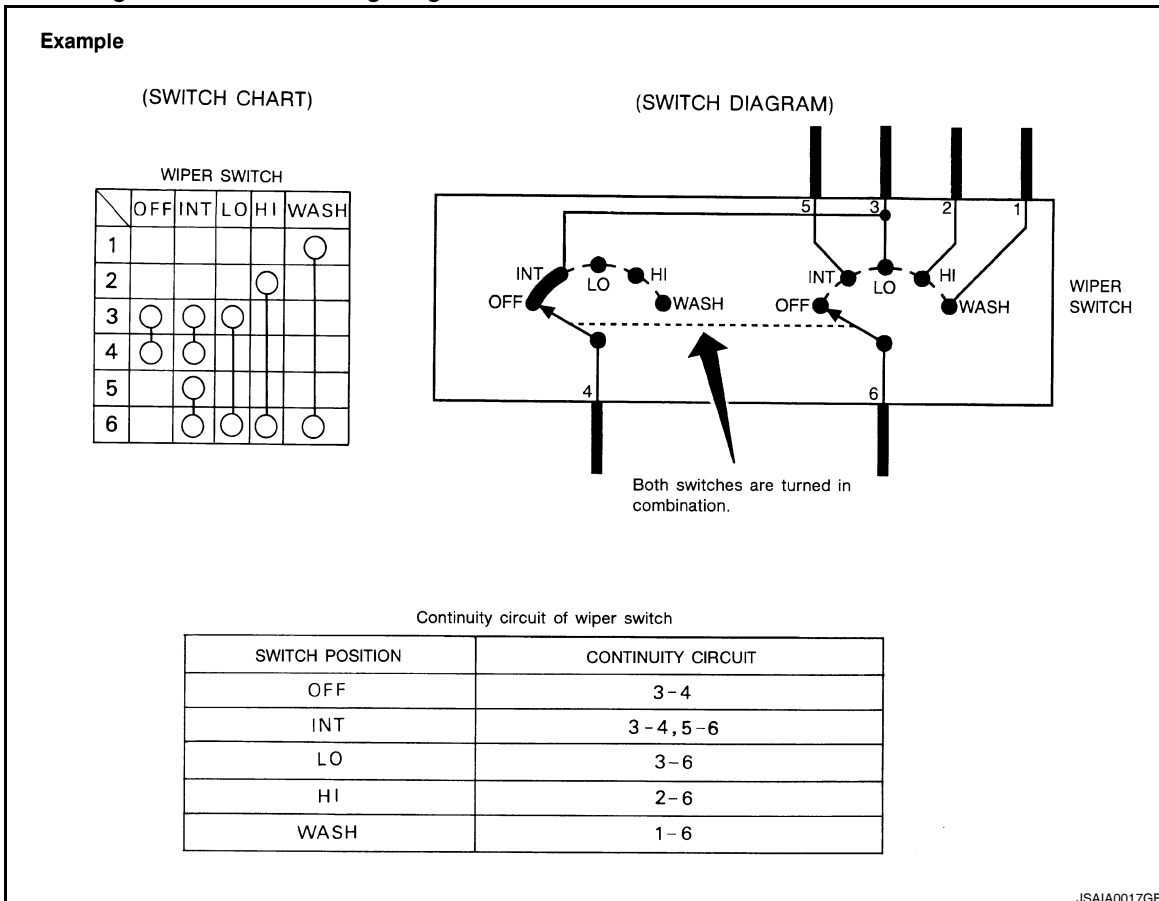 Example
(SWITCH CHART)
(SWITCH DIAGRAM)
WIPER SWITCH
OFF INT LO HI WASH
1
2
3
4
5
6
5 3 2 1
INT LO HI
OFF WASH
INT LO HI
OFF WASH
WIPER
SWITCH
4 6
Both switches are turned in
combination.
Continuity circuit of wiper switch
SWITCH POSITION CONTINUITY CIRCUIT
OFF 3-4
INT 3-4, 5-6
LO 3-6
HI 2-6
WASH 1-6